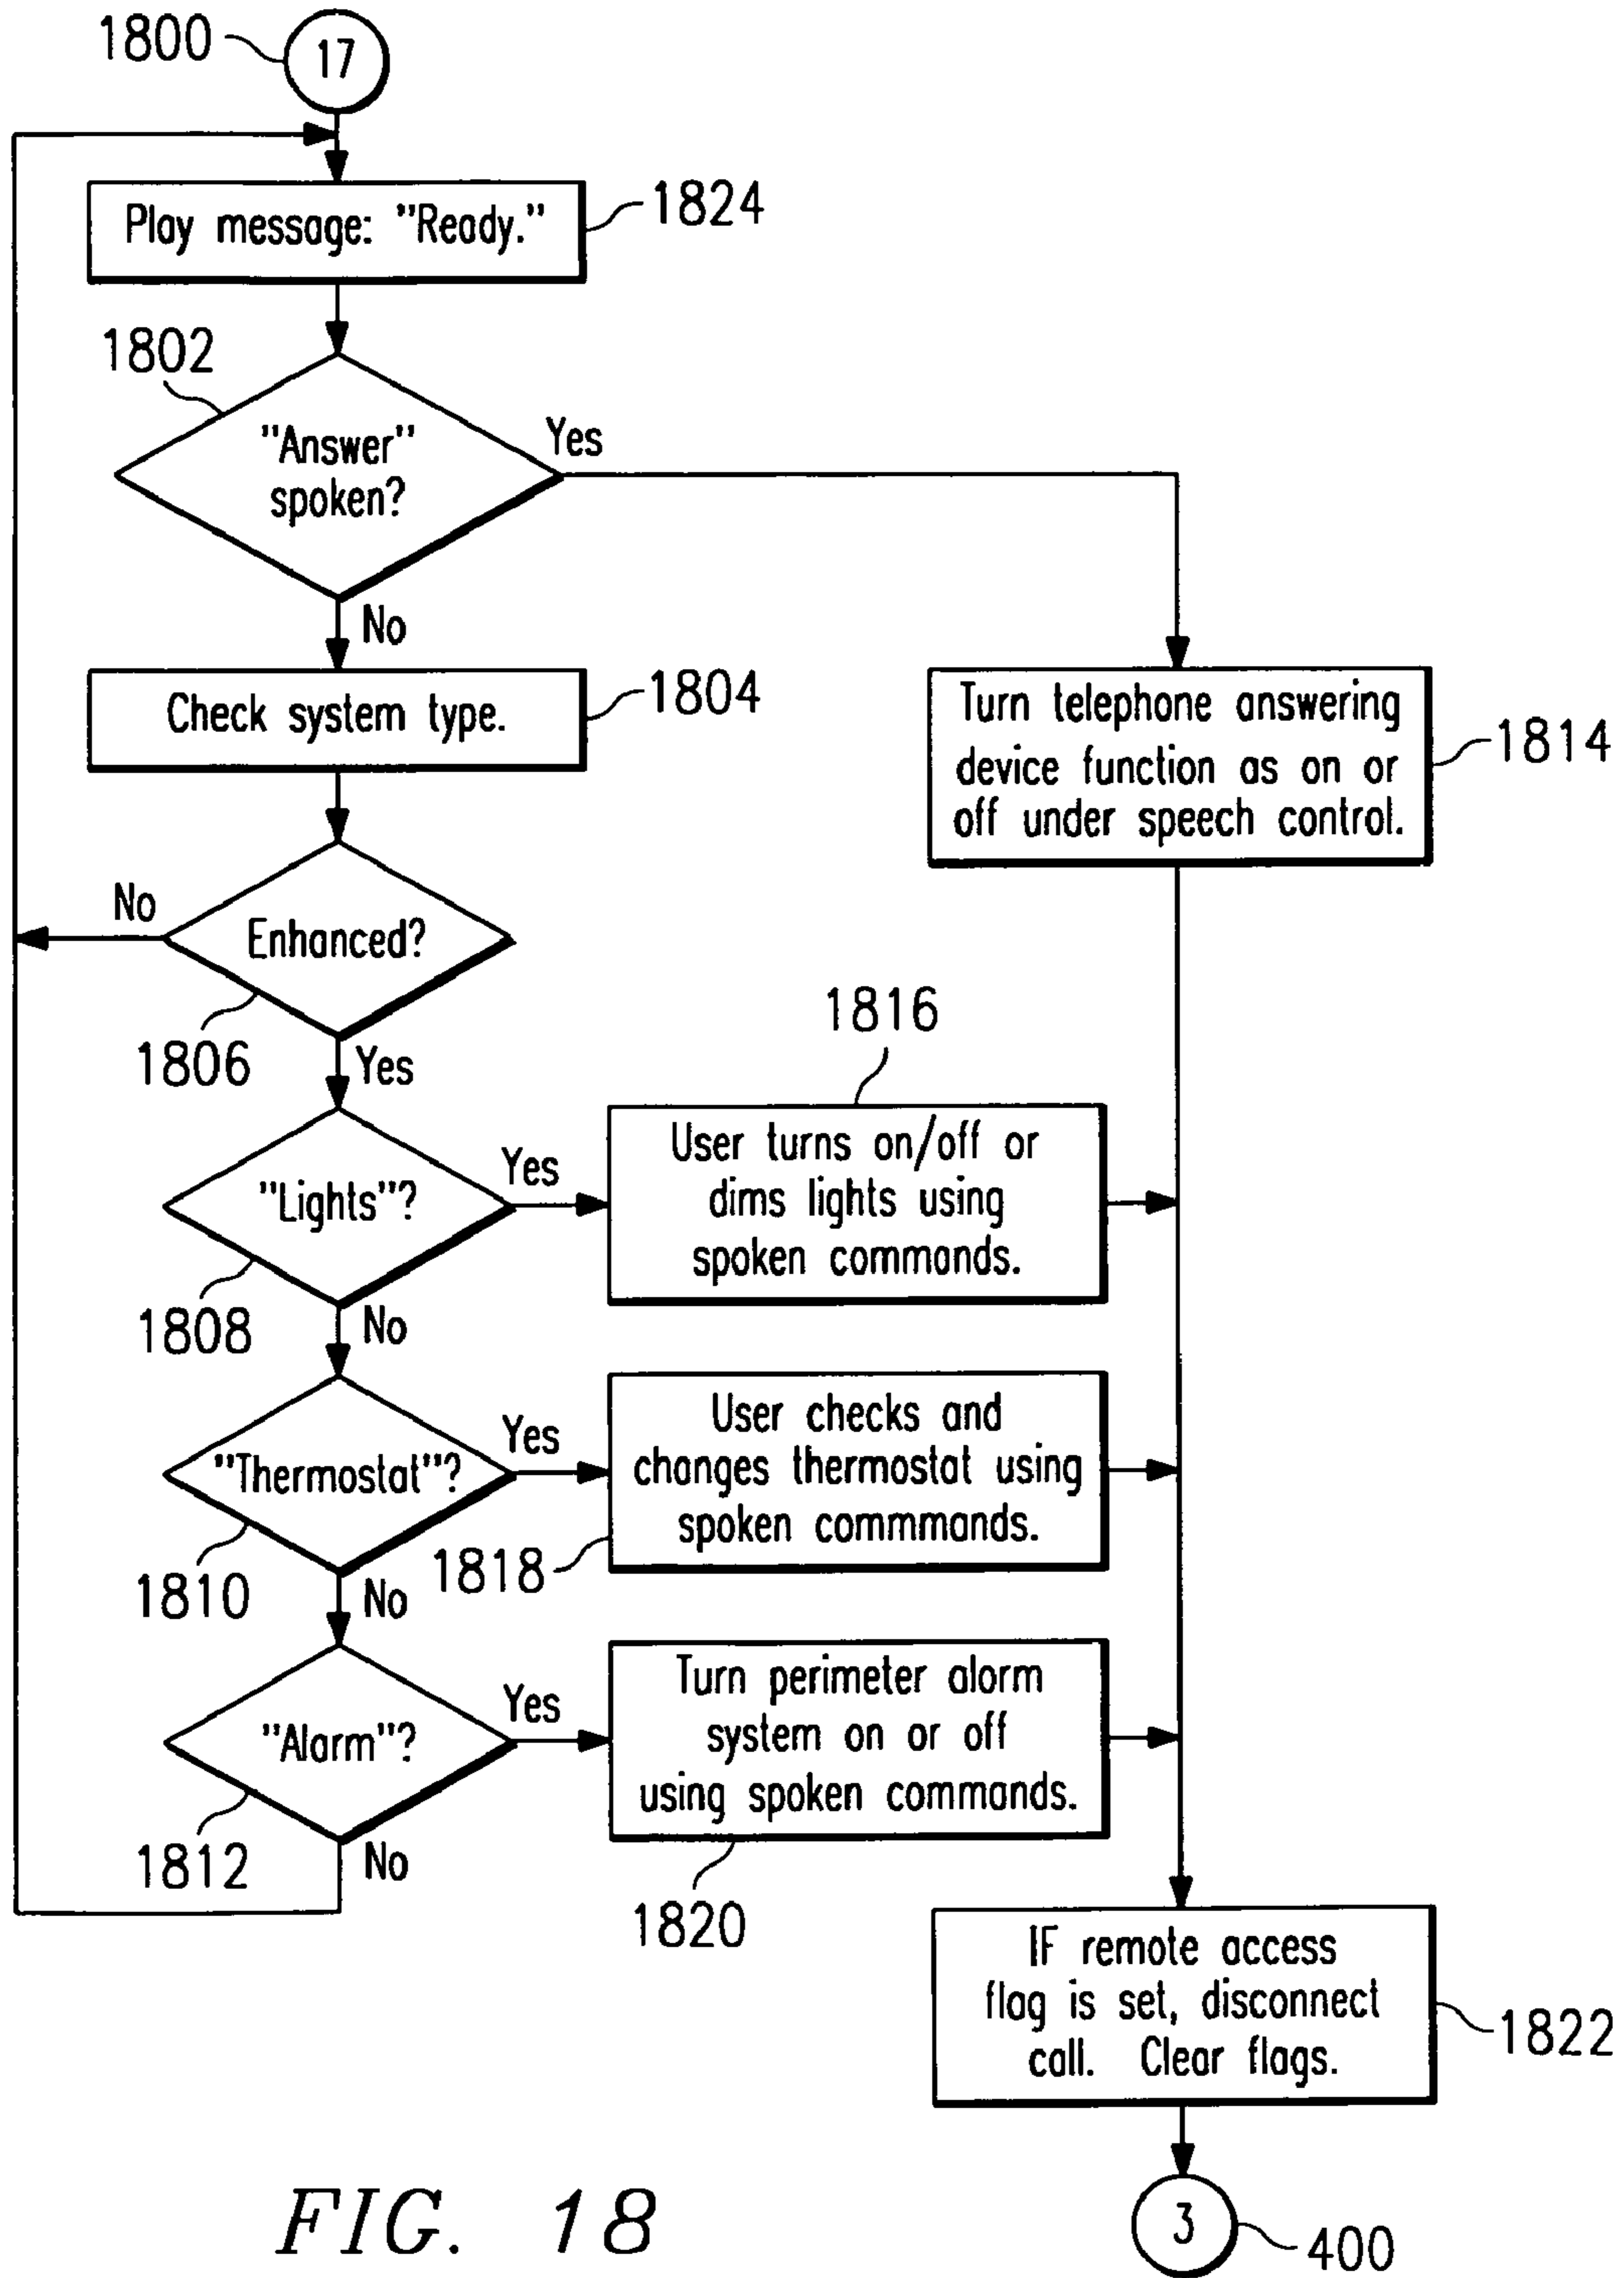 1800
17
Play message: "Ready."
1824
1802
"Answer"
spoken?
Yes
No
Check system type.
1804
Turn telephone answering
device function as on or
off under speech control.
1814
No
Enhanced?
1806
Yes
1816
"Lights"?
Yes
User turns on/off or
dims lights using
spoken commands.
1808
No
"Thermostat"?
Yes
User checks and
changes thermostat using
spoken commmands.
1818
1810
No
"Alarm"?
Yes
Turn perimeter alorm
system on or off
using spoken commands.
1812
No
1820
IF remote access
flag is set, disconnect
call. Clear flags.
1822
3
400
FIG. 18